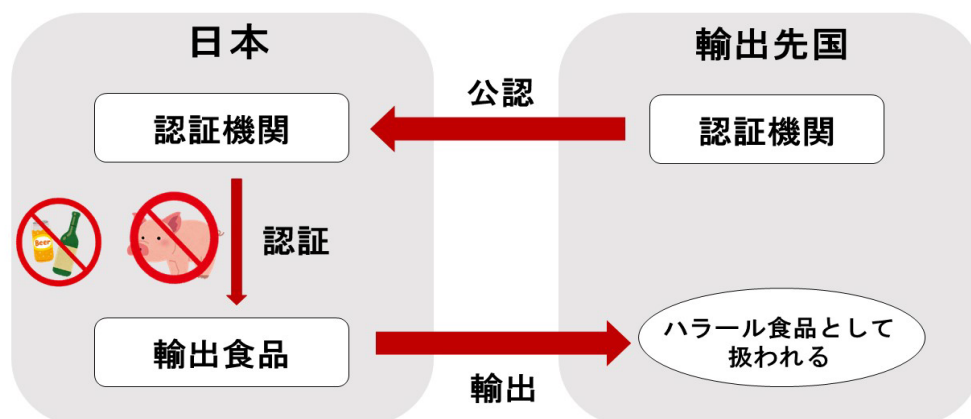 日本
輸出先国
公認
認証機関
認証機関
Beer
認証
輸出食品
輸出
ハラール食品として
扱われる